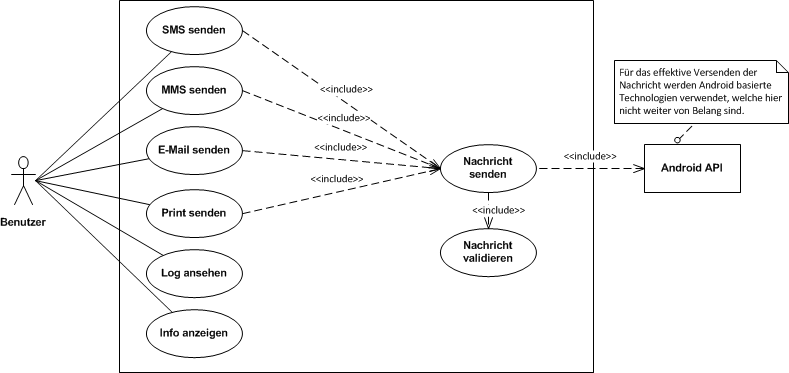 SMS senden
MMS senden
E-Mail senden
Print senden
Log ansehen
Info anzeigen
Benutzer
<<include>>
<<include>>
<<include>>
<<include>>
Nachricht
senden
<<include>>
Nachricht
validieren
<<include>>
Android API
Für das effektive Versenden der
Nachricht werden Android basierte
Technologien verwendet, welche hier
nicht weiter von Belang sind.